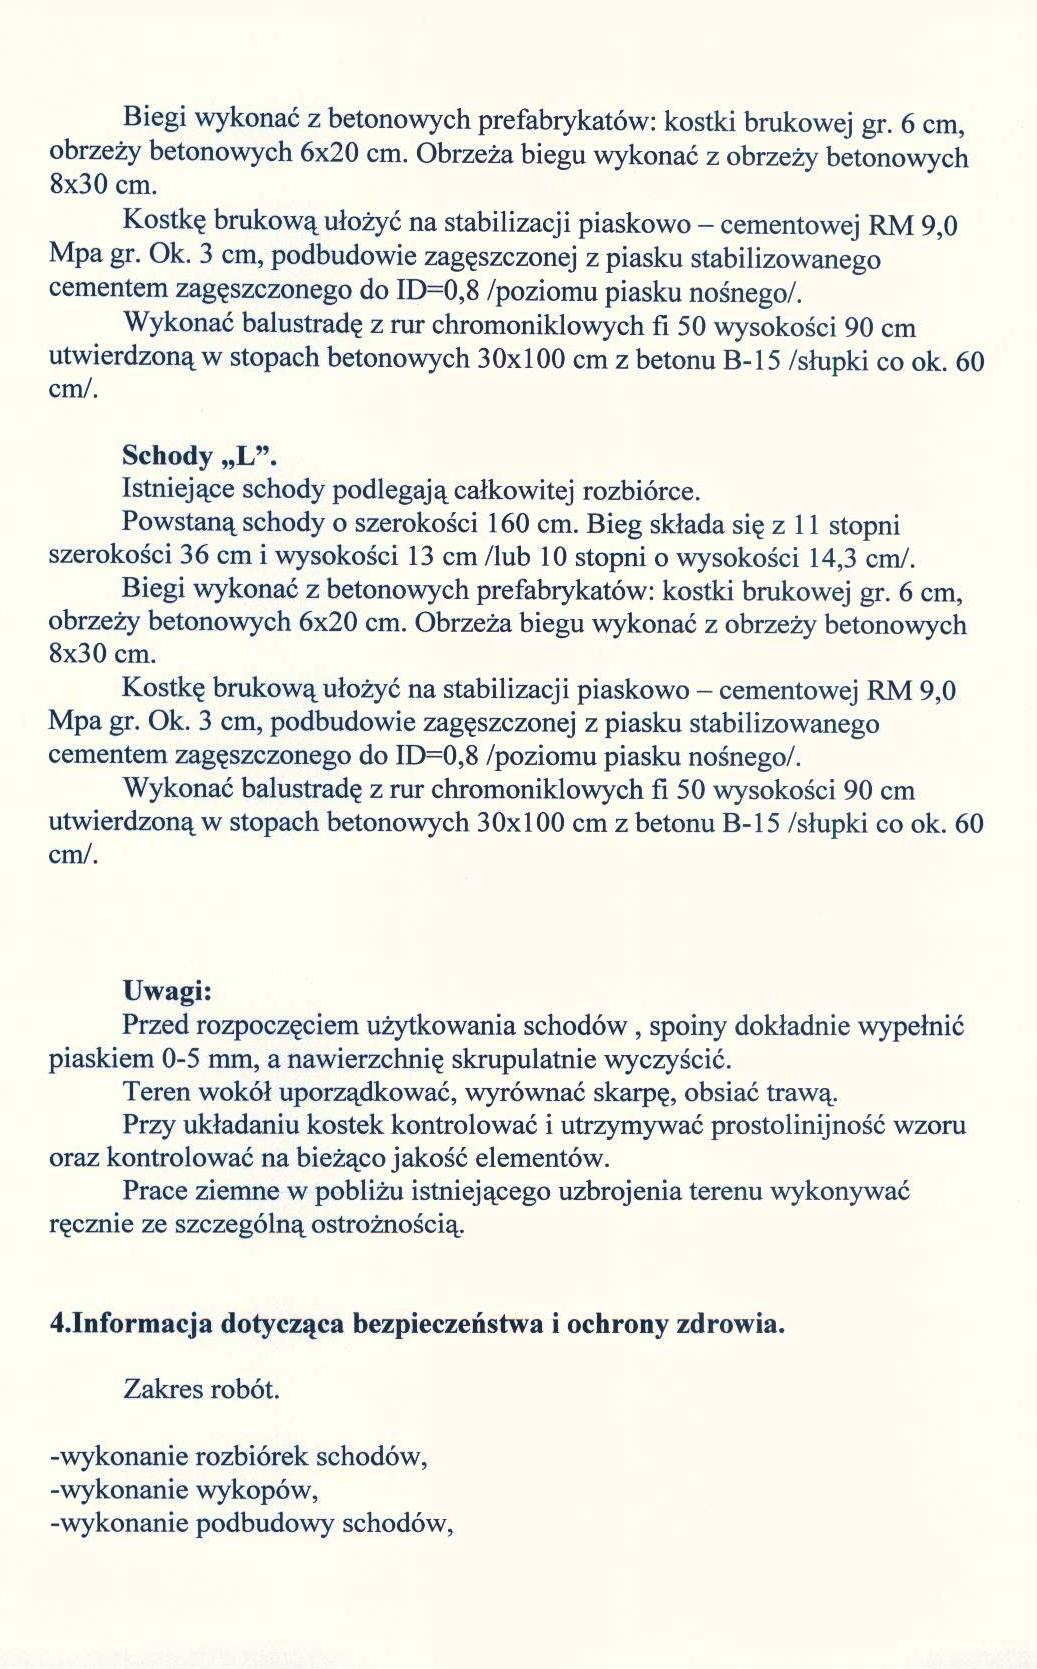 Biegi wykonać z betonowych prefabrykatów: kostki brukowej gr. 6 cm,
obrzeży betonowych 6x20 cm. Obrzeża biegu wykonać z obrzeży betonowych
8x30 cm.
Kostkę brukową ułożyć na stabilizacji piaskowo – cementowej RM 9,0
Mpa gr. Ok. 3 cm, podbudowie zagęszczonej z piasku stabilizowanego
cementem zagęszczonego do ID=0,8 /poziomu piasku nośnego/.
Wykonać balustradę z rur chromoniklowych fi 50 wysokości 90 cm
utwierdzoną w stopach betonowych 30x100 cm z betonu B-15 /słupki co ok. 60
cm/.
Schody „L”.
Istniejące schody podlegają całkowitej rozbiórce.
Powstaną schody o szerokości 160 cm. Bieg składa się z 11 stopni
szerokości 36 cm i wysokości 13 cm /lub 10 stopni o wysokości 14,3 cm/.
Biegi wykonać z betonowych prefabrykatów: kostki brukowej gr. 6 cm,
obrzeży betonowych 6x20 cm. Obrzeża biegu wykonać z obrzeży betonowych
8x30 cm.
Kostkę brukową ułożyć na stabilizacji piaskowo – cementowej RM 9,0
Mpa gr. Ok. 3 cm, podbudowie zagęszczonej z piasku stabilizowanego
cementem zagęszczonego do ID=0,8 /poziomu piasku nośnego/.
Wykonać balustradę z rur chromoniklowych fi 50 wysokości 90 cm
utwierdzoną w stopach betonowych 30x100 cm z betonu B-15 /słupki co ok. 60
cm/.
Uwagi:
Przed rozpoczęciem użytkowania schodów , spoiny dokładnie wypełnić
piaskiem 0-5 mm, a nawierzchnię skrupulatnie wyczyścić.
Teren wokół uporządkować, wyrównać skarpę, obsiać trawą.
Przy układaniu kostek kontrolować i utrzymywać prostolinijność wzoru
oraz kontrolować na bieżąco jakość elementów.
Prace ziemne w pobliżu istniejącego uzbrojenia terenu wykonywać
ręcznie ze szczególną ostrożnością.
4.Informacja dotycząca bezpieczeństwa i ochrony zdrowia.
Zakres robót.
-wykonanie rozbiórek schodów,
-wykonanie wykopów,
-wykonanie podbudowy schodów,